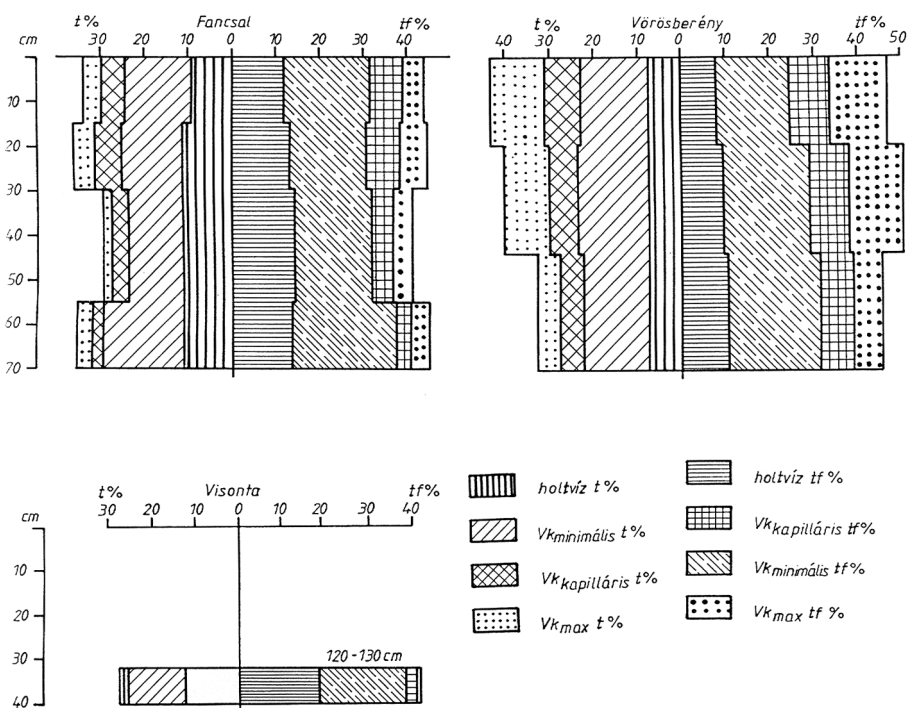 t% Fancsal tf%
cm 30 20 10 0 10 20 30 40
10
20
30
40
50
60
70
t% Vörösberény tf%
40 30 20 10 0 10 20 30 40 50
t% Visonta tf%
cm 30 20 10 0 10 20 30 40
10
20
30
40
120-130 cm
holtvíz t%
Vkminimális t%
Vkkapilláris t%
Vkmax t%
holtvíz tf%
Vkkapilláris tf%
Vkminimális tf%
Vkmax tf%